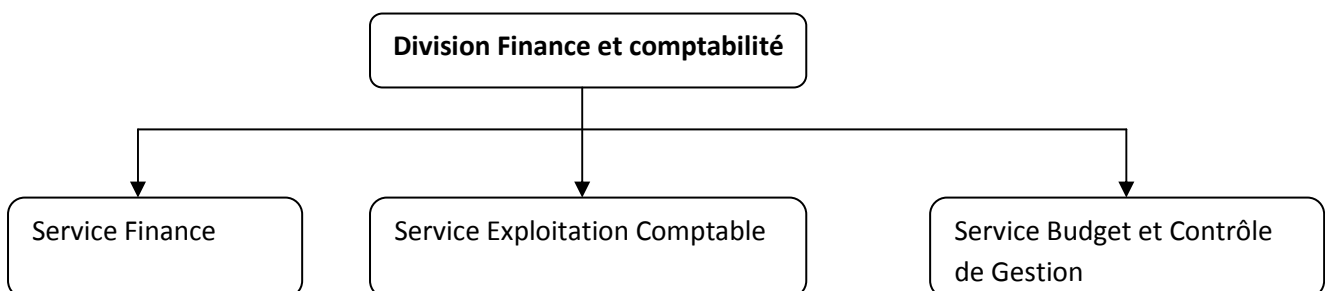 Division Finance et comptabilité
Service Finance
Service Exploitation Comptable
Service Budget et Contrôle
de Gestion